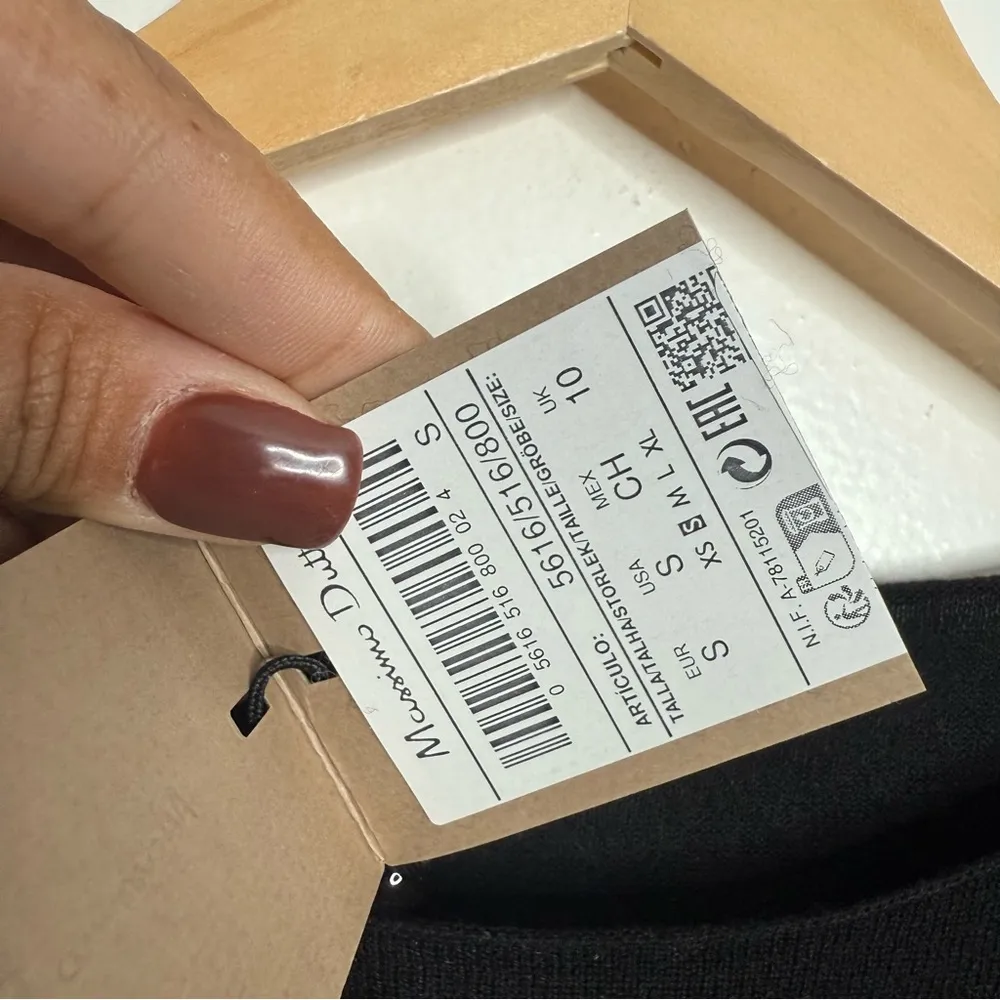 Massimo Dutt
S
0 5616 516 800 02 4
ARTÍCULO: 5616/516/800
TALLA/TALHA/STORLEK/TAILLE/GRÖBE/SIZE:
EUR USA MEX UK
S S CH 10
XS S M L XL
N.I.F. A-78115201
EAC